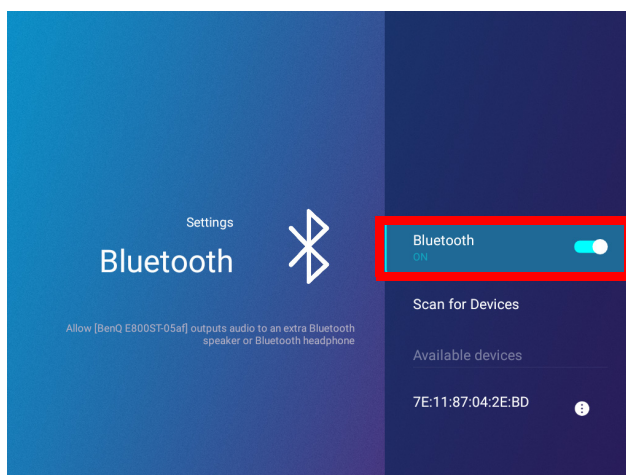 Settings
Bluetooth
Allow [BenQ E800ST-05af] outputs audio to an extra Bluetooth
speaker or Bluetooth headphone
Bluetooth
ON
Scan for Devices
Available devices
7E:11:87:04:2E:BD